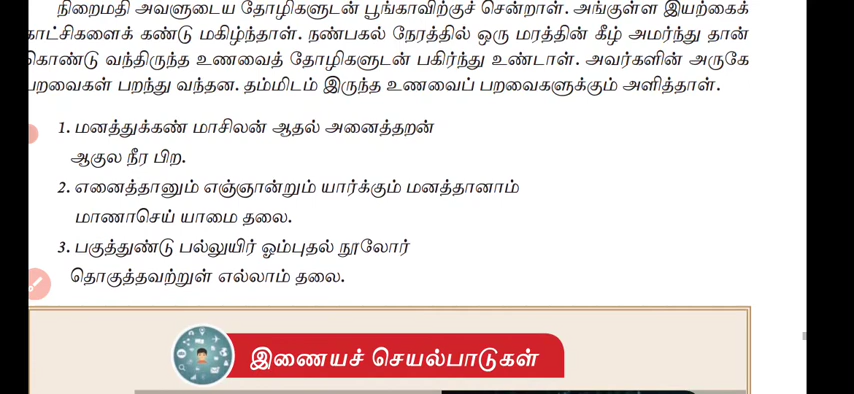 நிறைமதி அவளுடைய தோழிகளுடன் பூங்காவிற்குச் சென்றாள். அங்குள்ள இயற்கைக்
காட்சிகளைக் கண்டு மகிழ்ந்தாள். நண்பகல் நேரத்தில் ஒரு மரத்தின் கீழ் அமர்ந்து தான்
கொண்டு வந்திருந்த உணவைத் தோழிகளுடன் பகிர்ந்து உண்டாள். அவர்களின் அருகே
பறவைகள் பறந்து வந்தன. தம்மிடம் இருந்த உணவைப் பறவைகளுக்கும் அளித்தாள்.
1. மனத்துக்கண் மாசிலன் ஆதல் அனைத்தறன்
ஆகுல நீர பிற.
2. எனைத்தானும் எஞ்ஞான்றும் யார்க்கும் மனத்தானாம்
மாணாசெய் யாமை தலை.
3. பகுத்துண்டு பல்லுயிர் ஓம்புதல் நூலோர்
தொகுத்தவற்றுள் எல்லாம் தலை.
இணையச் செயல்பாடுகள்